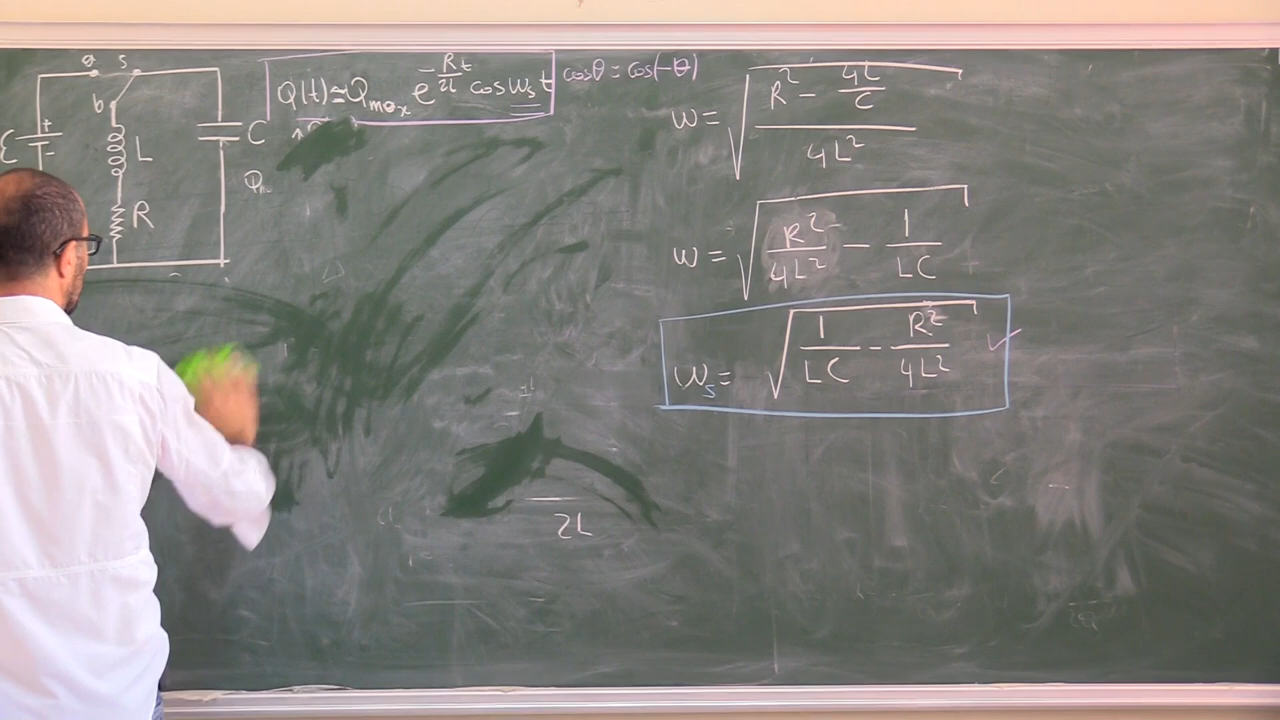 a s
b
ε + -
L
R
C
Q(t) ≃ Q_max e^{-Rt/2L} cos ω_s t
cosθ = cos(-θ)
ω = √((R² - 4L/C) / 4L²)
ω = √(R²/4L² - 1/LC)
ω_s = √(1/LC - R²/4L²) ✓
2L